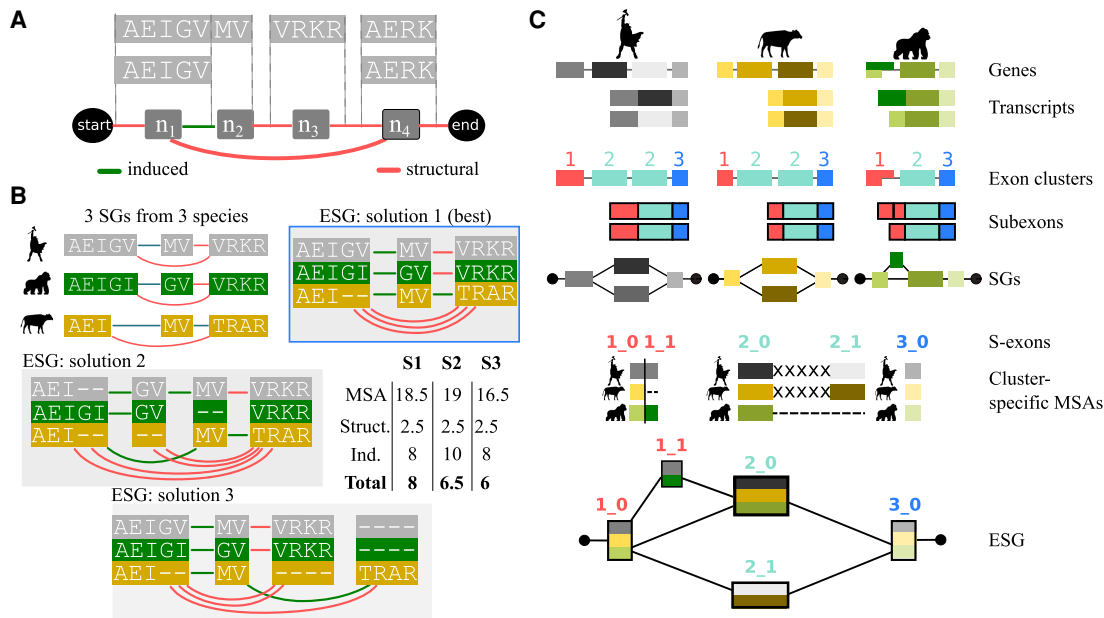 A
AEIGV MV VRKR AERK
AEIGV AERK
start n1 n2 n3 n4 end
induced structural
B
3 SGs from 3 species
AEIGV MV VRKR
AEIGI GV VRKR
AEI MV TRAR
ESG: solution 1 (best)
AEIGV MV VRKR
AEIGI GV VRKR
AEI-- MV TRAR
ESG: solution 2
AEI-- GV MV VRKR
AEIGI GV -- VRKR
AEI-- -- MV TRAR
S1 S2 S3
MSA 18.5 19 16.5
Struct. 2.5 2.5 2.5
Ind. 8 10 8
Total 8 6.5 6
ESG: solution 3
AEIGV MV VRKR ----
AEIGI GV VRKR ----
AEI-- MV ---- TRAR
C
Genes
Transcripts
1 2 2 3 1 2 2 3 1 2 3
Exon clusters
Subexons
SGs
1_0 1_1 2_0 2_1 3_0
S-exons
XXXXX
XXXXX
Cluster-
specific MSAs
1_1
2_0
1_0
3_0
ESG
2_1